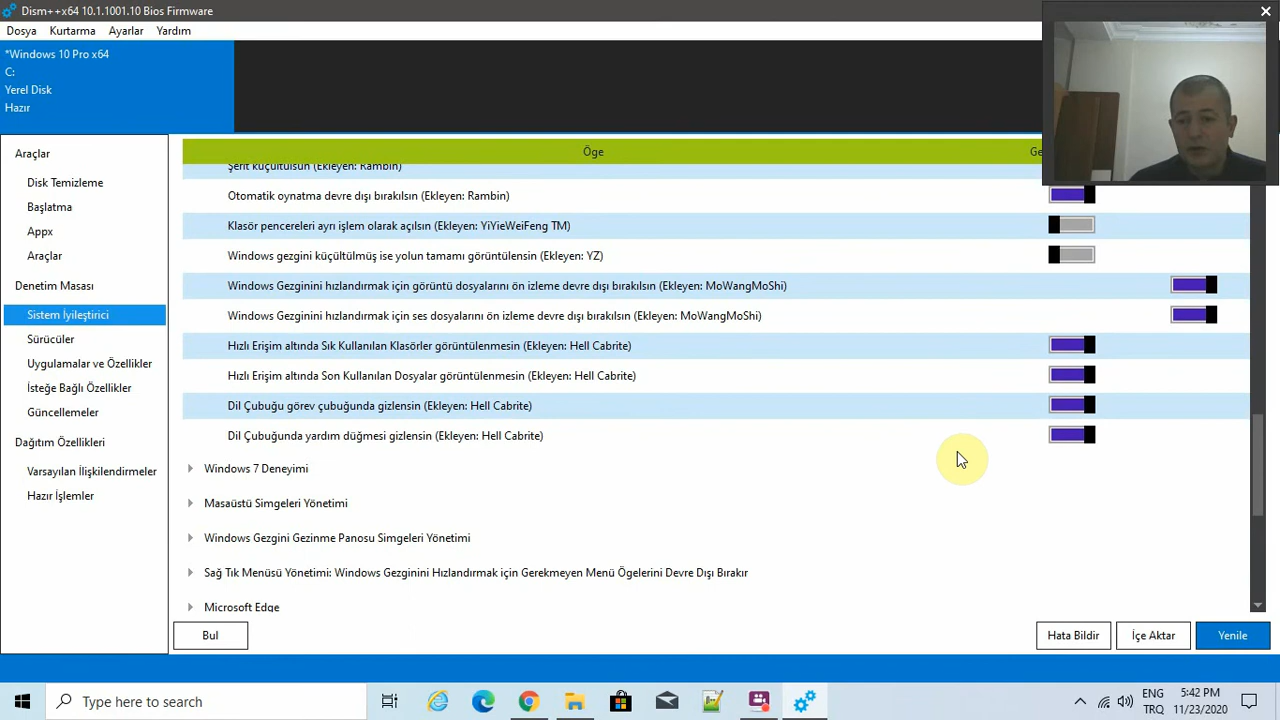 Dism++x64 10.1.1001.10 Bios Firmware
Dosya Kurtarma Ayarlar Yardım
*Windows 10 Pro x64
C:
Yerel Disk
Hazır
Araçlar
Disk Temizleme
Başlatma
Appx
Araçlar
Denetim Masası
Sistem İyileştirici
Sürücüler
Uygulamalar ve Özellikler
İsteğe Bağlı Özellikler
Güncellemeler
Dağıtım Özellikleri
Varsayılan İlişkilendirmeler
Hazır İşlemler
Öge
Ge
Şerit küçültülsün (Ekleyen: Rambin)
Otomatik oynatma devre dışı bırakılsın (Ekleyen: Rambin)
Klasör pencereleri ayrı işlem olarak açılsın (Ekleyen: YiYieWeiFeng TM)
Windows gezgini küçültülmüş ise yolun tamamı görüntülensin (Ekleyen: YZ)
Windows Gezginini hızlandırmak için görüntü dosyalarını ön izleme devre dışı bırakılsın (Ekleyen: MoWangMoShi)
Windows Gezginini hızlandırmak için ses dosyalarını ön izleme devre dışı bırakılsın (Ekleyen: MoWangMoShi)
Hızlı Erişim altında Sık Kullanılan Klasörler görüntülenmesin (Ekleyen: Hell Cabrite)
Hızlı Erişim altında Son Kullanılan Dosyalar görüntülenmesin (Ekleyen: Hell Cabrite)
Dil Çubuğu görev çubuğunda gizlensin (Ekleyen: Hell Cabrite)
Dil Çubuğunda yardım düğmesi gizlensin (Ekleyen: Hell Cabrite)
Windows 7 Deneyimi
Masaüstü Simgeleri Yönetimi
Windows Gezgini Gezinme Panosu Simgeleri Yönetimi
Sağ Tık Menüsü Yönetimi: Windows Gezginini Hızlandırmak için Gerekmeyen Menü Ögelerini Devre Dışı Bırakır
Microsoft Edge
Bul
Hata Bildir
İçe Aktar
Yenile
Type here to search
ENG
TRQ
5:42 PM
11/23/2020